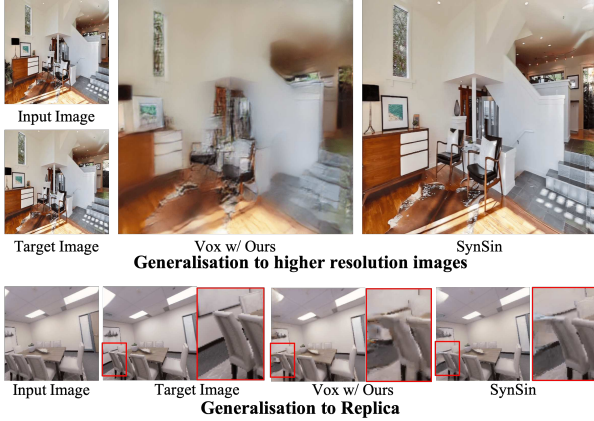 Input Image
Target Image
Vox w/ Ours
SynSin
Generalisation to higher resolution images
Input Image
Target Image
Vox w/ Ours
SynSin
Generalisation to Replica